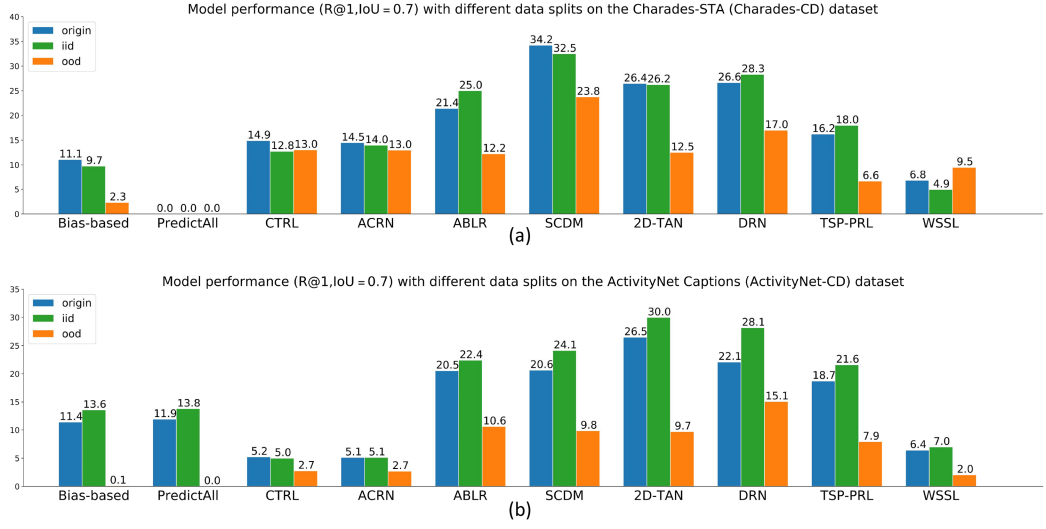 Model performance (R@1,IoU = 0.7) with different data splits on the Charades-STA (Charades-CD) dataset
40
35
30
25
20
15
10
5
0
origin
iid
ood
11.1 9.7 2.3
0.0 0.0 0.0
14.9 12.8 13.0
14.5 14.0 13.0
21.4 25.0 12.2
34.2 32.5 23.8
26.4 26.2 12.5
26.6 28.3 17.0
16.2 18.0 6.6
6.8 4.9 9.5
Bias-based PredictAll CTRL ACRN ABLR SCDM 2D-TAN DRN TSP-PRL WSSL
(a)
Model performance (R@1,IoU = 0.7) with different data splits on the ActivityNet Captions (ActivityNet-CD) dataset
35
30
25
20
15
10
5
0
origin
iid
ood
11.4 13.6 0.1
11.9 13.8 0.0
5.2 5.0 2.7
5.1 5.1 2.7
20.5 22.4 10.6
20.6 24.1 9.8
26.5 30.0 9.7
22.1 28.1 15.1
18.7 21.6 7.9
6.4 7.0 2.0
Bias-based PredictAll CTRL ACRN ABLR SCDM 2D-TAN DRN TSP-PRL WSSL
(b)